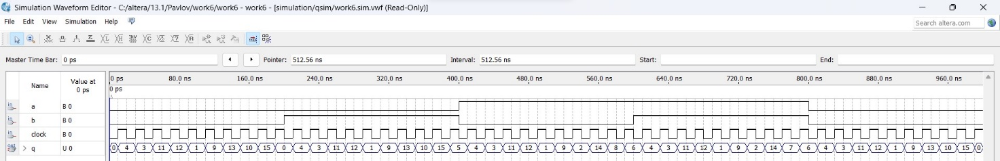 Simulation Waveform Editor - C:/altera/13.1/Pavlov/work6/work6 - work6 - [simulation/qsim/work6.sim.vwf (Read-Only)]
File Edit View Simulation Help
Search altera.com
Master Time Bar: 0 ps Pointer: 512.56 ns Interval: 512.56 ns Start: End:
Name Value at 0 ps
0 ps 80.0 ns 160.0 ns 240.0 ns 320.0 ns 400.0 ns 480.0 ns 560.0 ns 640.0 ns 720.0 ns 800.0 ns 880.0 ns 960.0 ns
0 ps
in a B 0
in b B 0
in clock B 0
out > q U 0 0 4 3 11 12 1 9 13 10 15 0 4 3 11 12 1 9 13 10 15 5 4 3 11 12 1 9 2 14 8 6 4 3 11 12 1 9 2 14 7 6 4 3 11 12 1 9 13 10 15 0